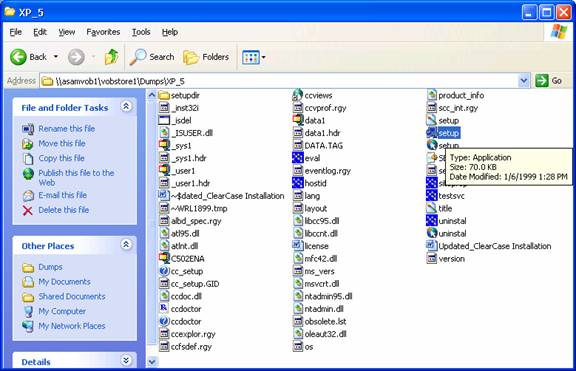 XP_5
File Edit View Favorites Tools Help
Back Search Folders
Address \\asamvob1\vobstore1\Dumps\XP_5 Go
File and Folder Tasks
Rename this file
Move this file
Copy this file
Publish this file to the Web
E-mail this file
Delete this file
Other Places
Dumps
My Documents
Shared Documents
My Computer
My Network Places
Details
setupdir
_inst32i
_isdel
_ISUSER.dll
_sys1
_sys1.hdr
_user1
_user1.hdr
~$dated_ClearCase Installation
~WRL1899.tmp
albd_spec.rgy
atl95.dll
atlnt.dll
C502ENA
cc_setup
cc_setup.GID
ccdoc.dll
ccdoctor
ccdoctor
ccexplor.rgy
ccfsdef.rgy
ccviews
ccvprof.rgy
data1
data1.hdr
DATA.TAG
eval
eventlog.rgy
hostid
lang
layout
libcc95.dll
libccnt.dll
license
mfc42.dll
ms_vers
msvcrt.dll
ntadmin95.dll
ntadmin.dll
obsolete.lst
oleaut32.dll
os
product_info
scc_int.rgy
setup
setup
setup
Type: Application
Size: 70.0 KB
Date Modified: 1/6/1999 1:28 PM
testsvc
title
uninstal
uninstal
Updated_ClearCase Installation
version